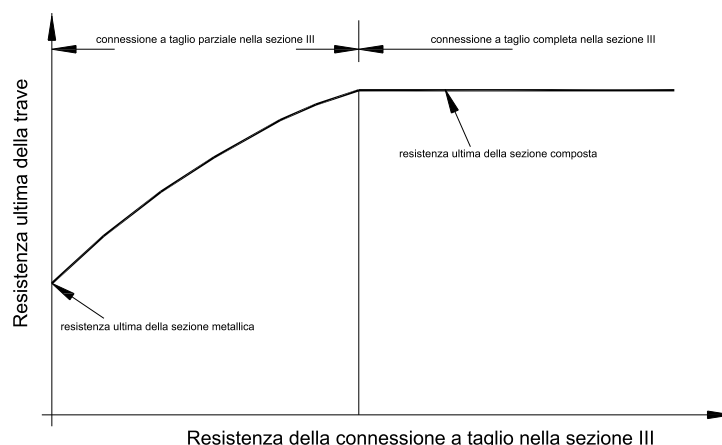 connessione a taglio parziale nella sezione III
connessione a taglio completa nella sezione III
Resistenza ultima della trave
resistenza ultima della sezione composta
resistenza ultima della sezione metallica
Resistenza della connessione a taglio nella sezione III